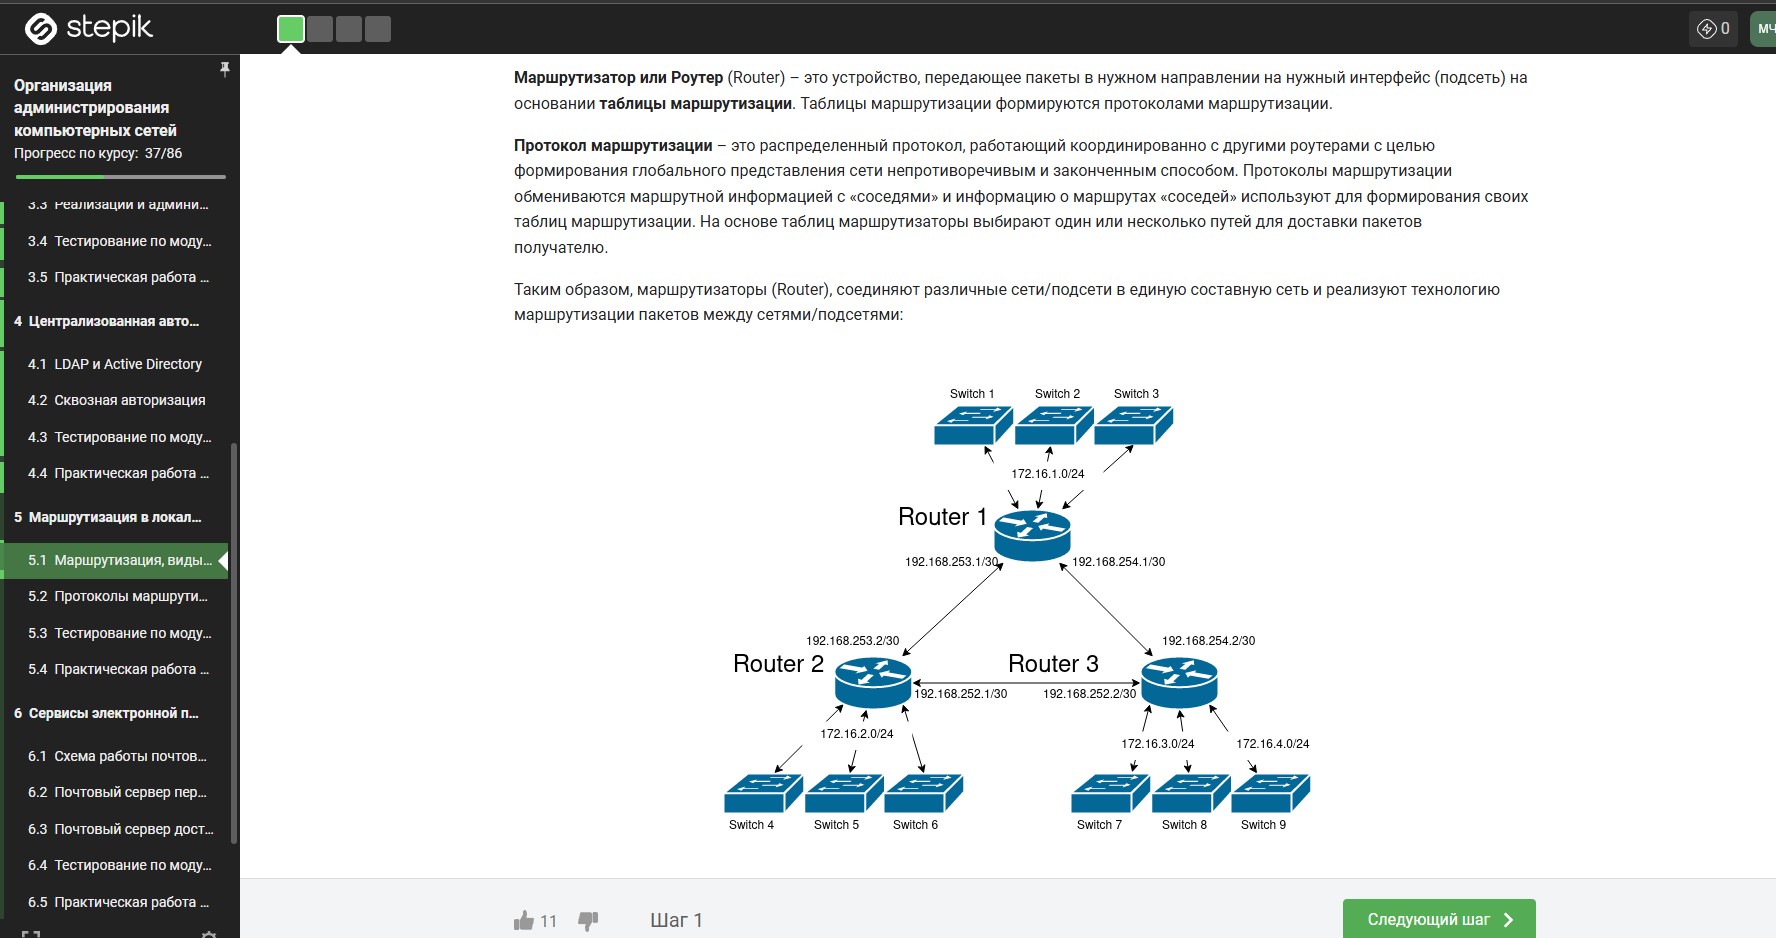 stepik
0
МЧ
Организация
администрирования
компьютерных сетей
Прогресс по курсу: 37/86
3.3 Реализации и админи...
3.4 Тестирование по моду...
3.5 Практическая работа ...
4 Централизованная авто...
4.1 LDAP и Active Directory
4.2 Сквозная авторизация
4.3 Тестирование по моду...
4.4 Практическая работа ...
5 Маршрутизация в локал...
5.1 Маршрутизация, виды...
5.2 Протоколы маршрути...
5.3 Тестирование по моду...
5.4 Практическая работа ...
6 Сервисы электронной п...
6.1 Схема работы почтов...
6.2 Почтовый сервер пер...
6.3 Почтовый сервер дост...
6.4 Тестирование по моду...
6.5 Практическая работа ...
Маршрутизатор или Роутер (Router) – это устройство, передающее пакеты в нужном направлении на нужный интерфейс (подсеть) на
основании таблицы маршрутизации. Таблицы маршрутизации формируются протоколами маршрутизации.
Протокол маршрутизации – это распределенный протокол, работающий координированно с другими роутерами с целью
формирования глобального представления сети непротиворечивым и законченным способом. Протоколы маршрутизации
обмениваются маршрутной информацией с «соседями» и информацию о маршрутах «соседей» используют для формирования своих
таблиц маршрутизации. На основе таблиц маршрутизаторы выбирают один или несколько путей для доставки пакетов
получателю.
Таким образом, маршрутизаторы (Router), соединяют различные сети/подсети в единую составную сеть и реализуют технологию
маршрутизации пакетов между сетями/подсетями:
Switch 1 Switch 2 Switch 3
172.16.1.0/24
Router 1
192.168.253.1/30 192.168.254.1/30
192.168.253.2/30 192.168.254.2/30
Router 2 Router 3
192.168.252.1/30 192.168.252.2/30
172.16.2.0/24 172.16.3.0/24 172.16.4.0/24
Switch 4 Switch 5 Switch 6 Switch 7 Switch 8 Switch 9
11
Шаг 1
Следующий шаг